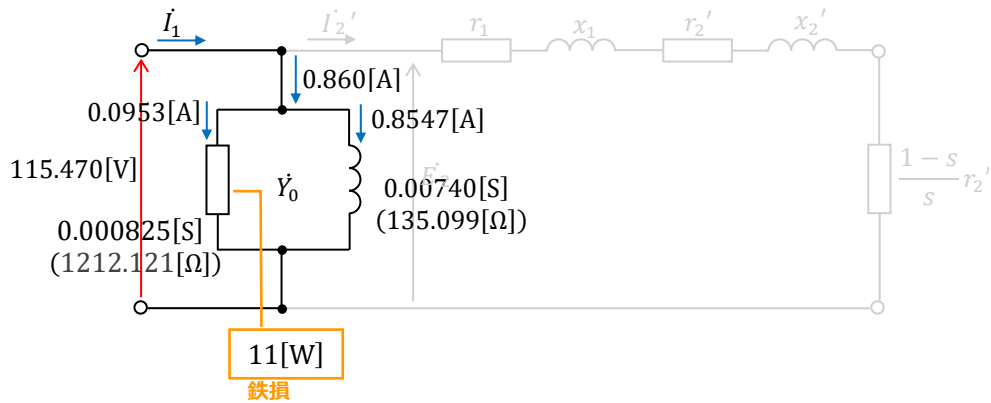 İ₁
İ₂′
r₁
x₁
r₂′
x₂′
0.860[A]
0.0953[A]
0.8547[A]
115.470[V]
Ẏ₀
0.00740[S]
(135.099[Ω])
0.000825[S]
(1212.121[Ω])
1−s
s
r₂′
11[W]
鉄損